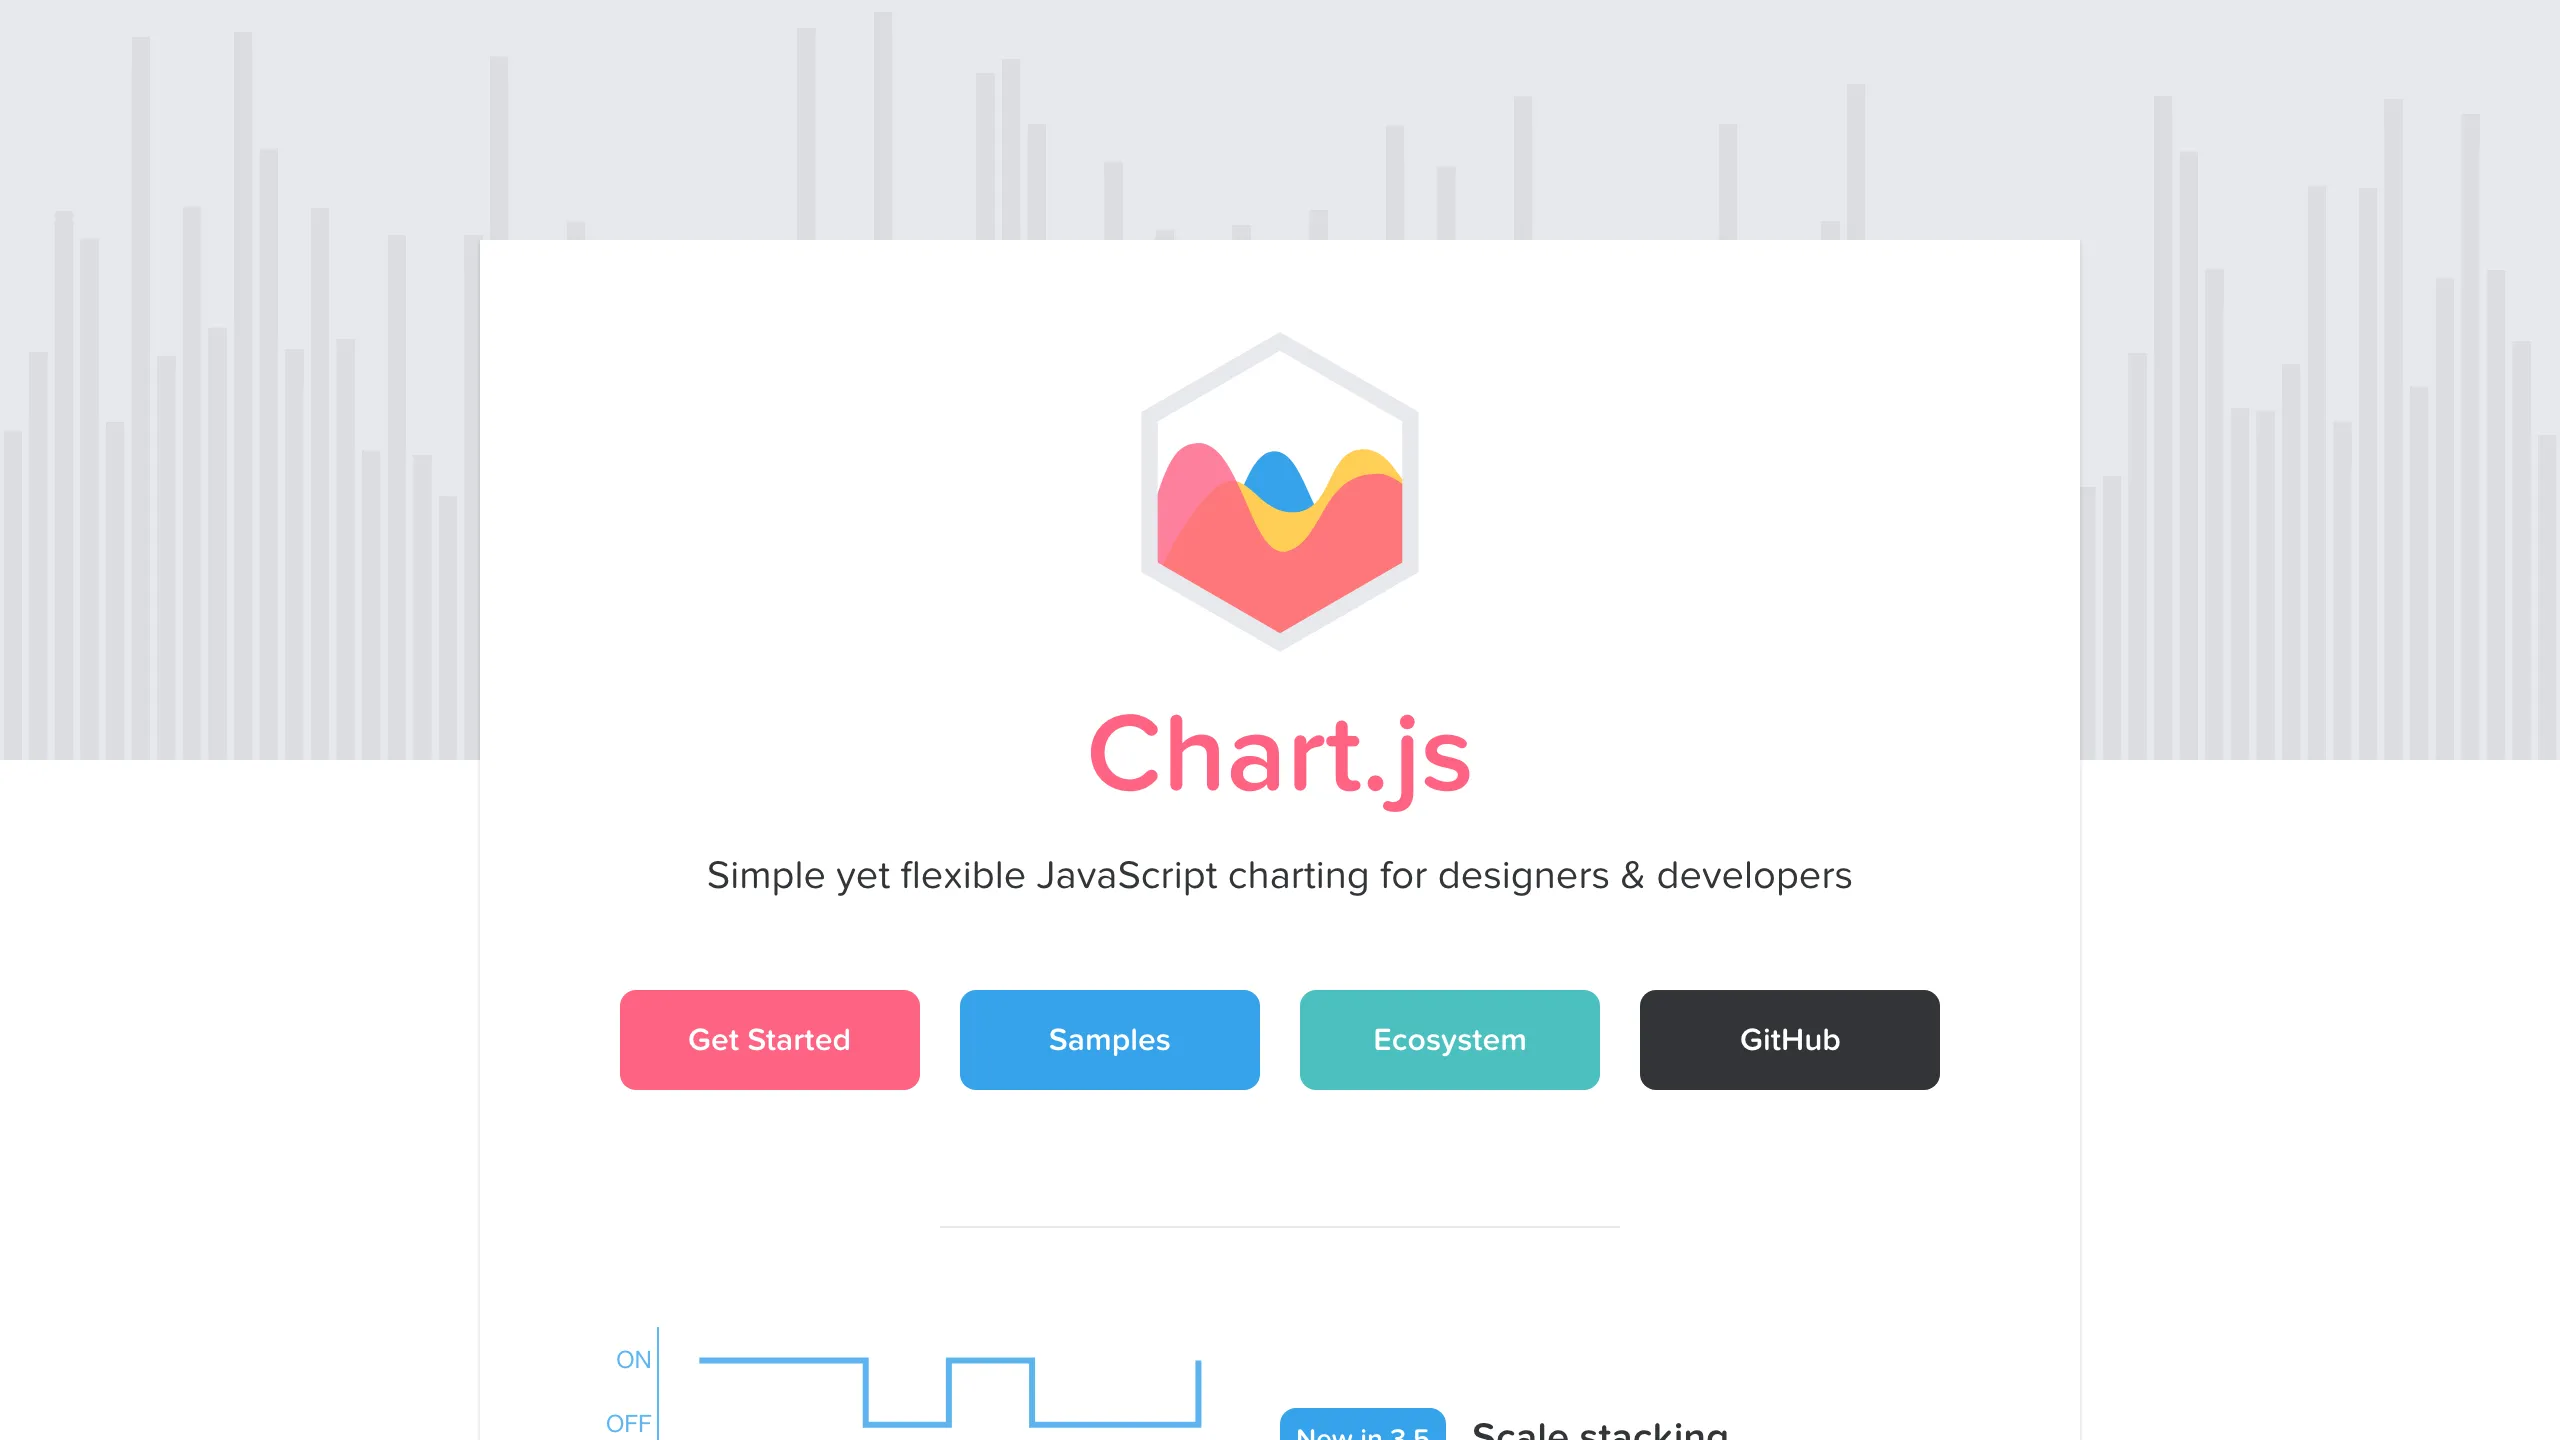 Chart.js
Simple yet flexible JavaScript charting for designers & developers
Get Started
Samples
Ecosystem
GitHub
ON
OFF
New in 3.5
Scale stacking